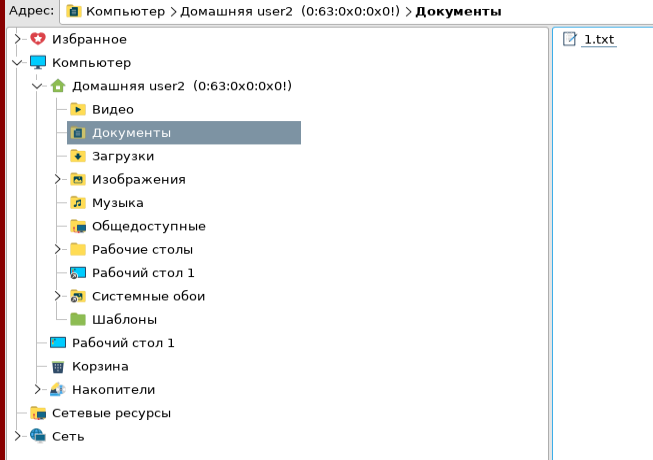 Адрес: Компьютер > Домашняя user2 (0:63:0x0:0x0!) > Документы
Избранное
Компьютер
Домашняя user2 (0:63:0x0:0x0!)
Видео
Документы
Загрузки
Изображения
Музыка
Общедоступные
Рабочие столы
Рабочий стол 1
Системные обои
Шаблоны
Рабочий стол 1
Корзина
Накопители
Сетевые ресурсы
Сеть
1.txt